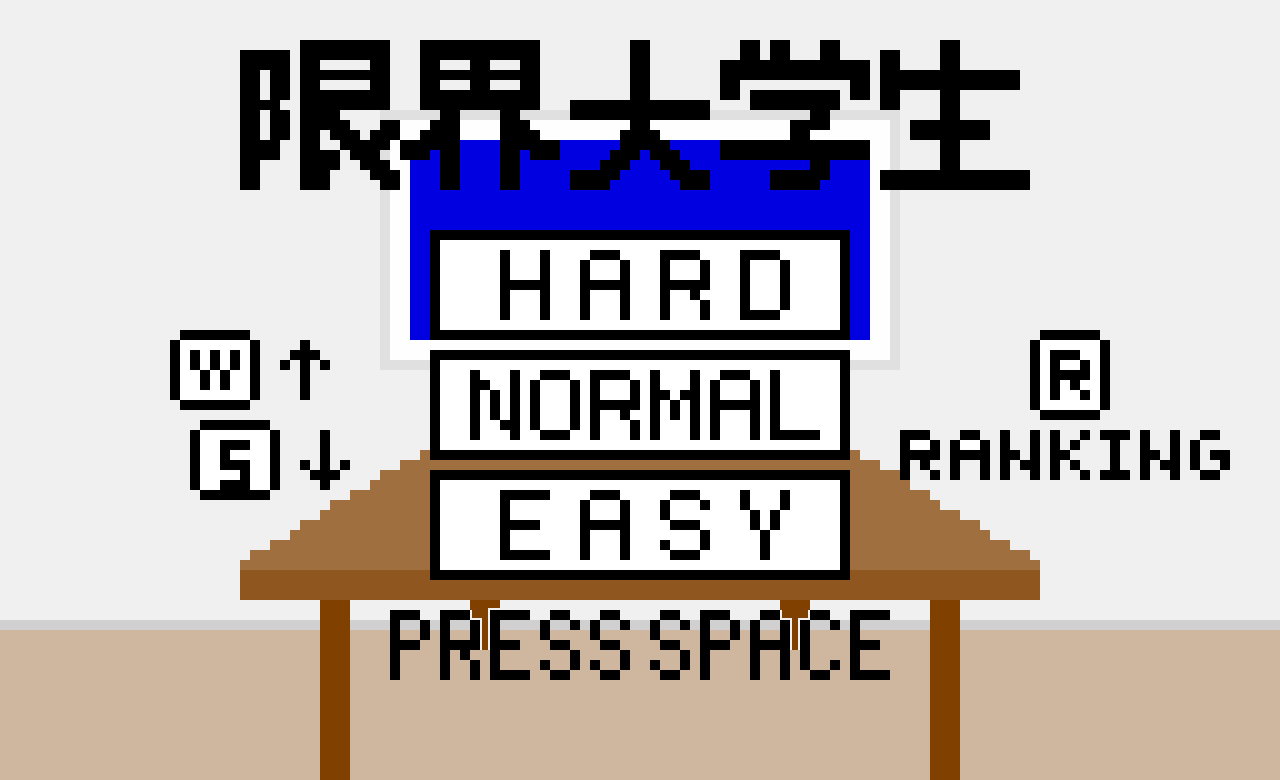 限界大学生
HARD
W↑
R
NORMAL
S↓
RANKING
EASY
PRESS SPACE